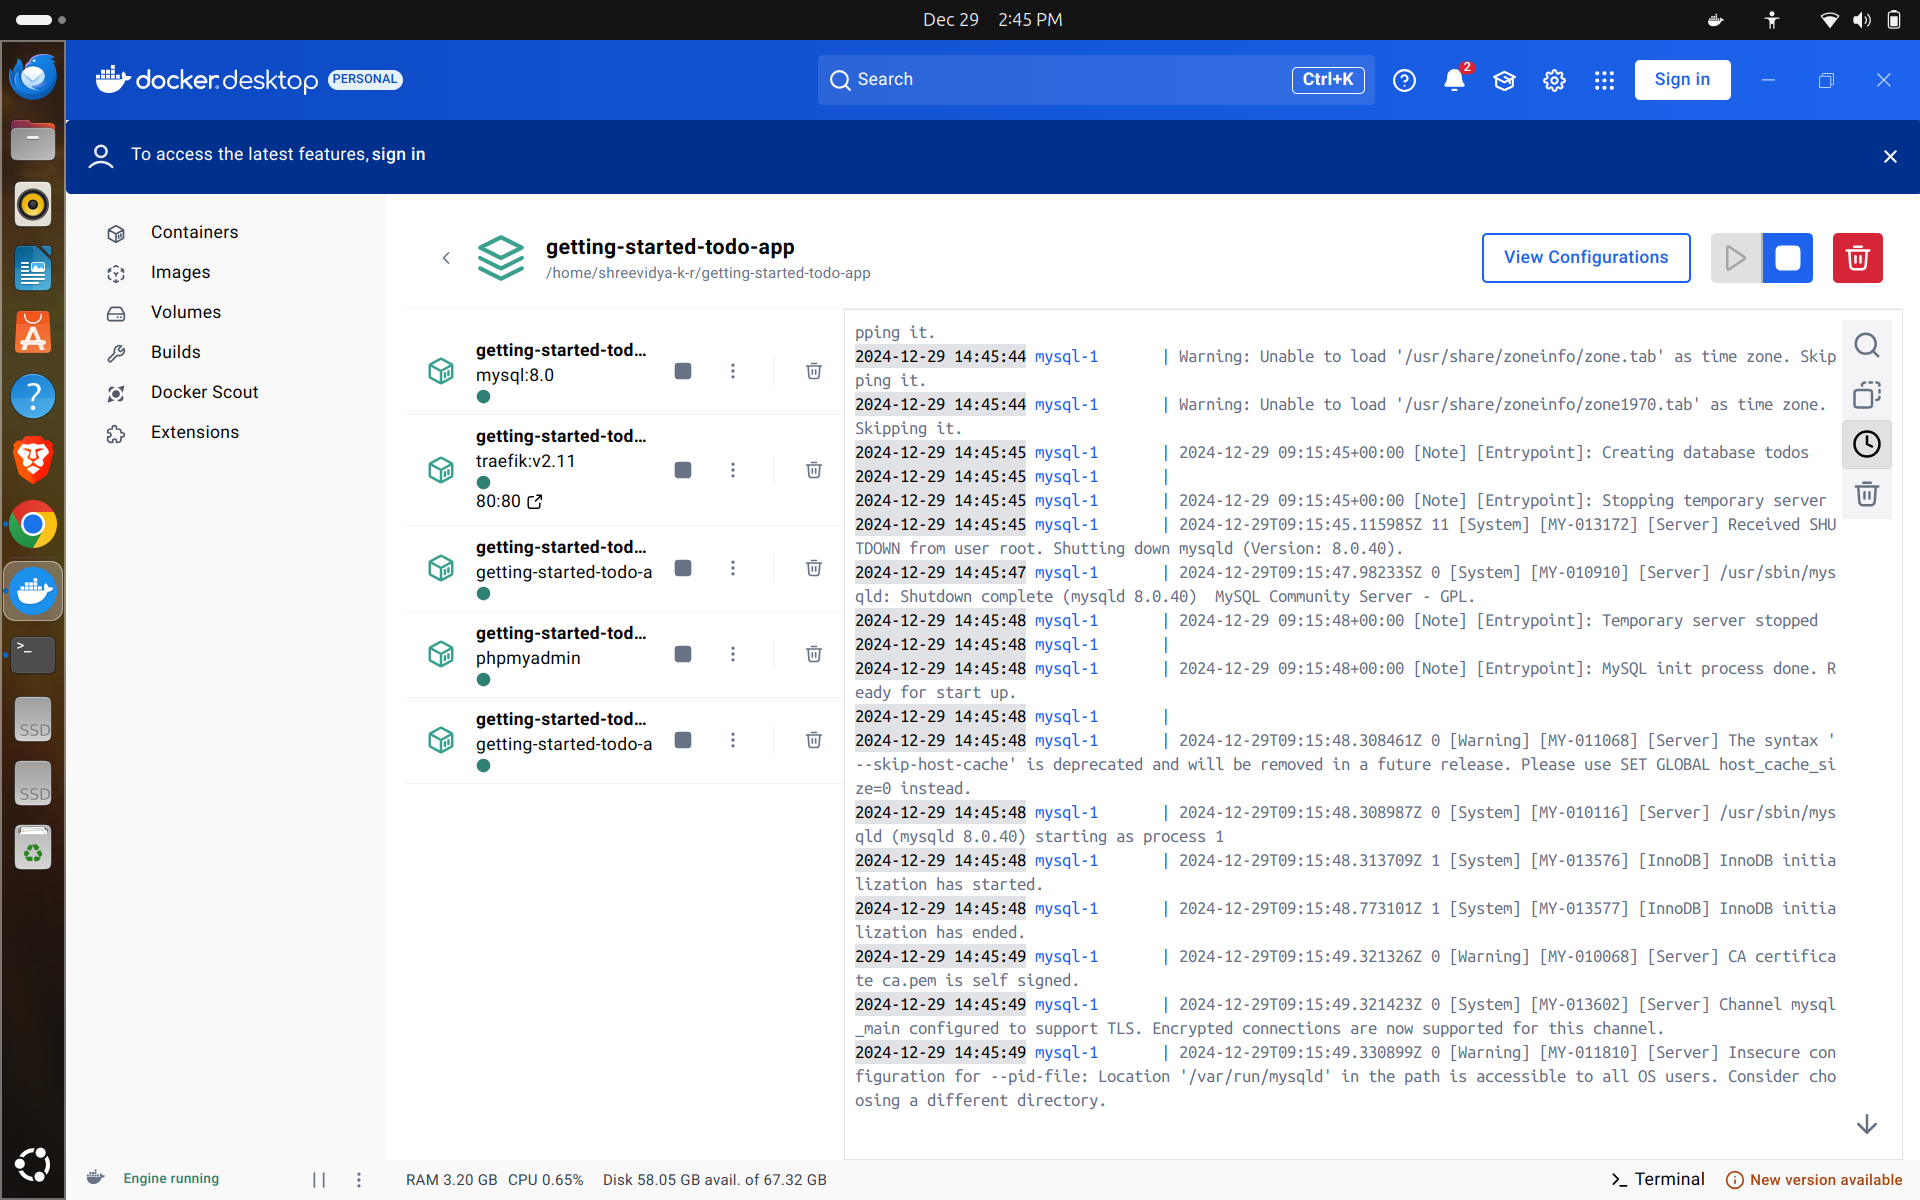 Dec 29 2:45 PM
docker.desktop PERSONAL
Search
Ctrl+K
2
Sign in
To access the latest features, sign in
Containers
Images
Volumes
Builds
Docker Scout
Extensions
getting-started-todo-app
/home/shreevidya-k-r/getting-started-todo-app
View Configurations
getting-started-tod...
mysql:8.0
getting-started-tod...
traefik:v2.11
80:80
getting-started-tod...
getting-started-todo-a
getting-started-tod...
phpmyadmin
getting-started-tod...
getting-started-todo-a
pping it.
2024-12-29 14:45:44 mysql-1 | Warning: Unable to load '/usr/share/zoneinfo/zone.tab' as time zone. Skip
ping it.
2024-12-29 14:45:44 mysql-1 | Warning: Unable to load '/usr/share/zoneinfo/zone1970.tab' as time zone.
Skipping it.
2024-12-29 14:45:45 mysql-1 | 2024-12-29 09:15:45+00:00 [Note] [Entrypoint]: Creating database todos
2024-12-29 14:45:45 mysql-1 |
2024-12-29 14:45:45 mysql-1 | 2024-12-29 09:15:45+00:00 [Note] [Entrypoint]: Stopping temporary server
2024-12-29 14:45:45 mysql-1 | 2024-12-29T09:15:45.115985Z 11 [System] [MY-013172] [Server] Received SHU
TDOWN from user root. Shutting down mysqld (Version: 8.0.40).
2024-12-29 14:45:47 mysql-1 | 2024-12-29T09:15:47.982335Z 0 [System] [MY-010910] [Server] /usr/sbin/mys
qld: Shutdown complete (mysqld 8.0.40)  MySQL Community Server - GPL.
2024-12-29 14:45:48 mysql-1 | 2024-12-29 09:15:48+00:00 [Note] [Entrypoint]: Temporary server stopped
2024-12-29 14:45:48 mysql-1 |
2024-12-29 14:45:48 mysql-1 | 2024-12-29 09:15:48+00:00 [Note] [Entrypoint]: MySQL init process done. R
eady for start up.
2024-12-29 14:45:48 mysql-1 |
2024-12-29 14:45:48 mysql-1 | 2024-12-29T09:15:48.308461Z 0 [Warning] [MY-011068] [Server] The syntax '
--skip-host-cache' is deprecated and will be removed in a future release. Please use SET GLOBAL host_cache_si
ze=0 instead.
2024-12-29 14:45:48 mysql-1 | 2024-12-29T09:15:48.308987Z 0 [System] [MY-010116] [Server] /usr/sbin/mys
qld (mysqld 8.0.40) starting as process 1
2024-12-29 14:45:48 mysql-1 | 2024-12-29T09:15:48.313709Z 1 [System] [MY-013576] [InnoDB] InnoDB initia
lization has started.
2024-12-29 14:45:48 mysql-1 | 2024-12-29T09:15:48.773101Z 1 [System] [MY-013577] [InnoDB] InnoDB initia
lization has ended.
2024-12-29 14:45:49 mysql-1 | 2024-12-29T09:15:49.321326Z 0 [Warning] [MY-010068] [Server] CA certifica
te ca.pem is self signed.
2024-12-29 14:45:49 mysql-1 | 2024-12-29T09:15:49.321423Z 0 [System] [MY-013602] [Server] Channel mysql
_main configured to support TLS. Encrypted connections are now supported for this channel.
2024-12-29 14:45:49 mysql-1 | 2024-12-29T09:15:49.330899Z 0 [Warning] [MY-011810] [Server] Insecure con
figuration for --pid-file: Location '/var/run/mysqld' in the path is accessible to all OS users. Consider cho
osing a different directory.
SSD
SSD
Engine running
RAM 3.20 GB CPU 0.65% Disk 58.05 GB avail. of 67.32 GB
>_ Terminal
New version available